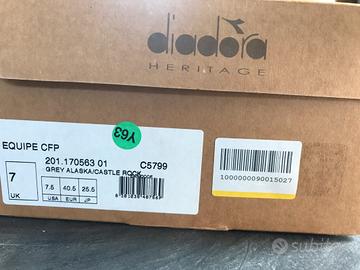 diadora
HERITAGE
Y63
EQUIPE CFP
201.170563 01
C5799
GREY ALASKA/CASTLE ROCK
7
UK
7.5 40.5 25.5
USA EUR JP
1000000090015027
subito